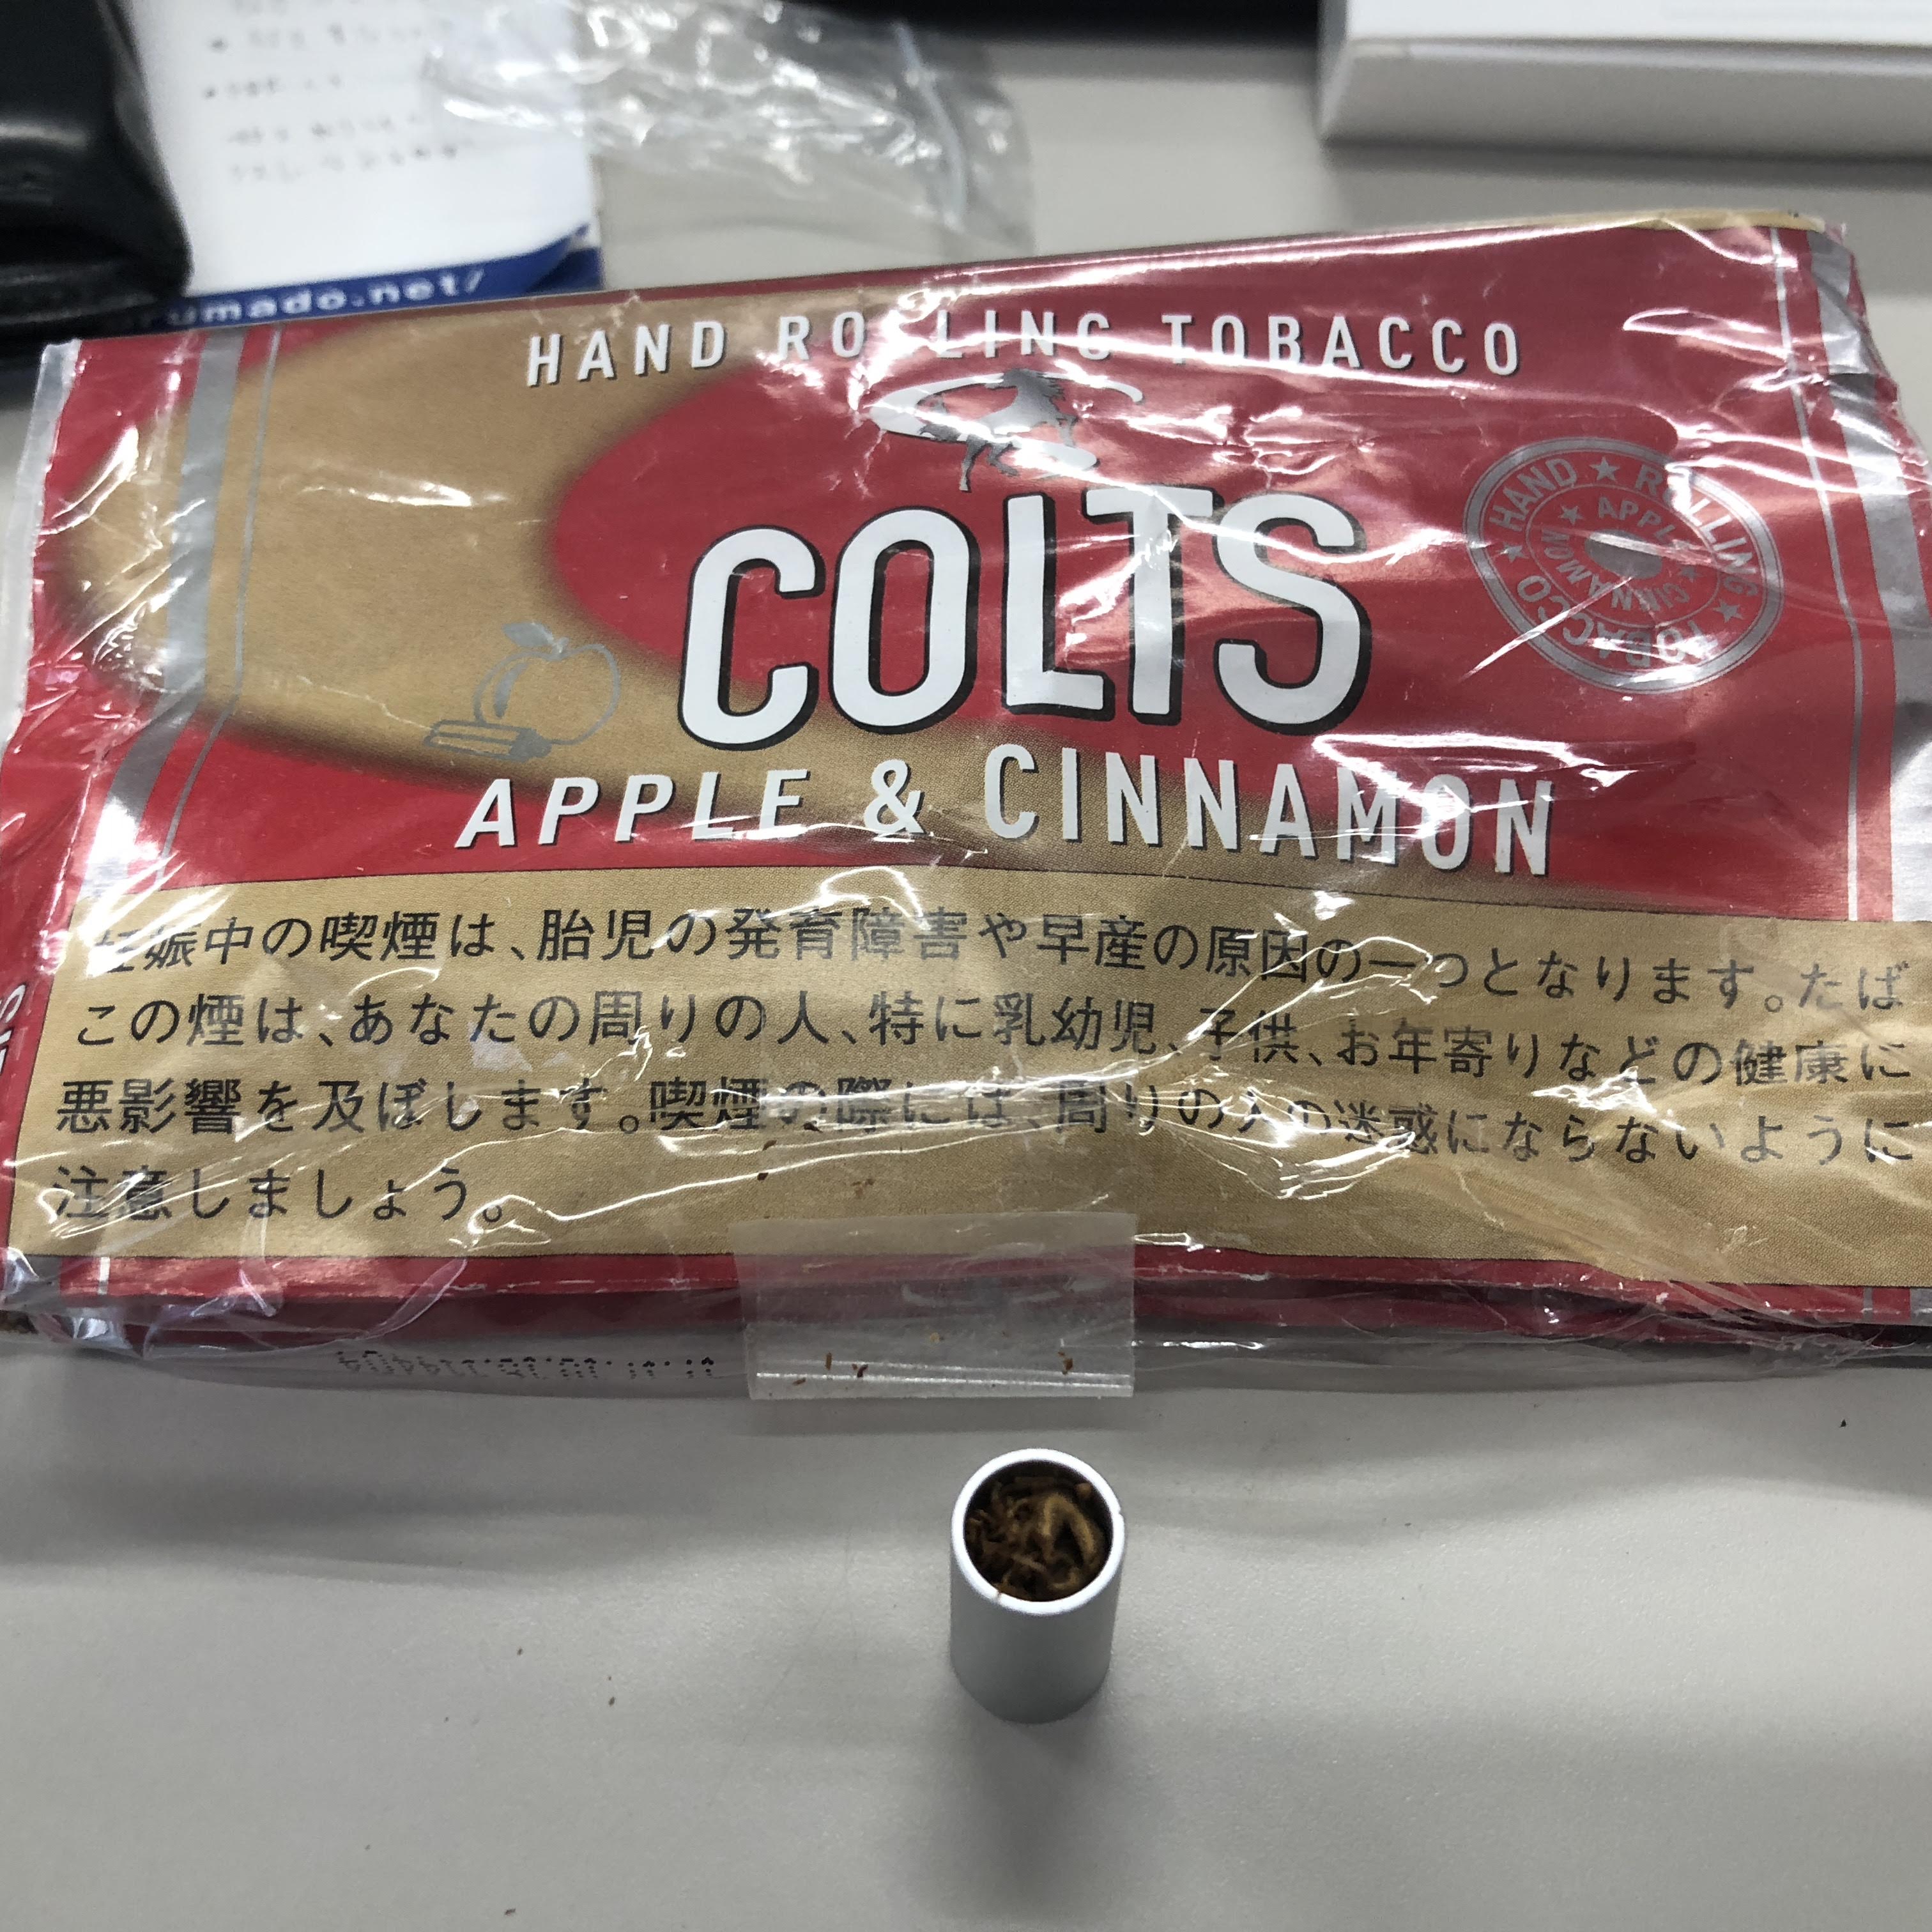 rumado.net/
HAND ROLLING TOBACCO
COLTS
APPLE & CINNAMON
HAND ★ ROLLING ★ TOBACCO ★
APPLE ★ CINNAMON ★
妊娠中の喫煙は、胎児の発育障害や早産の原因の一つとなります。たば
この煙は、あなたの周りの人、特に乳幼児、子供、お年寄りなどの健康に
悪影響を及ぼします。喫煙の際には、周りの人の迷惑にならないように
注意しましょう。